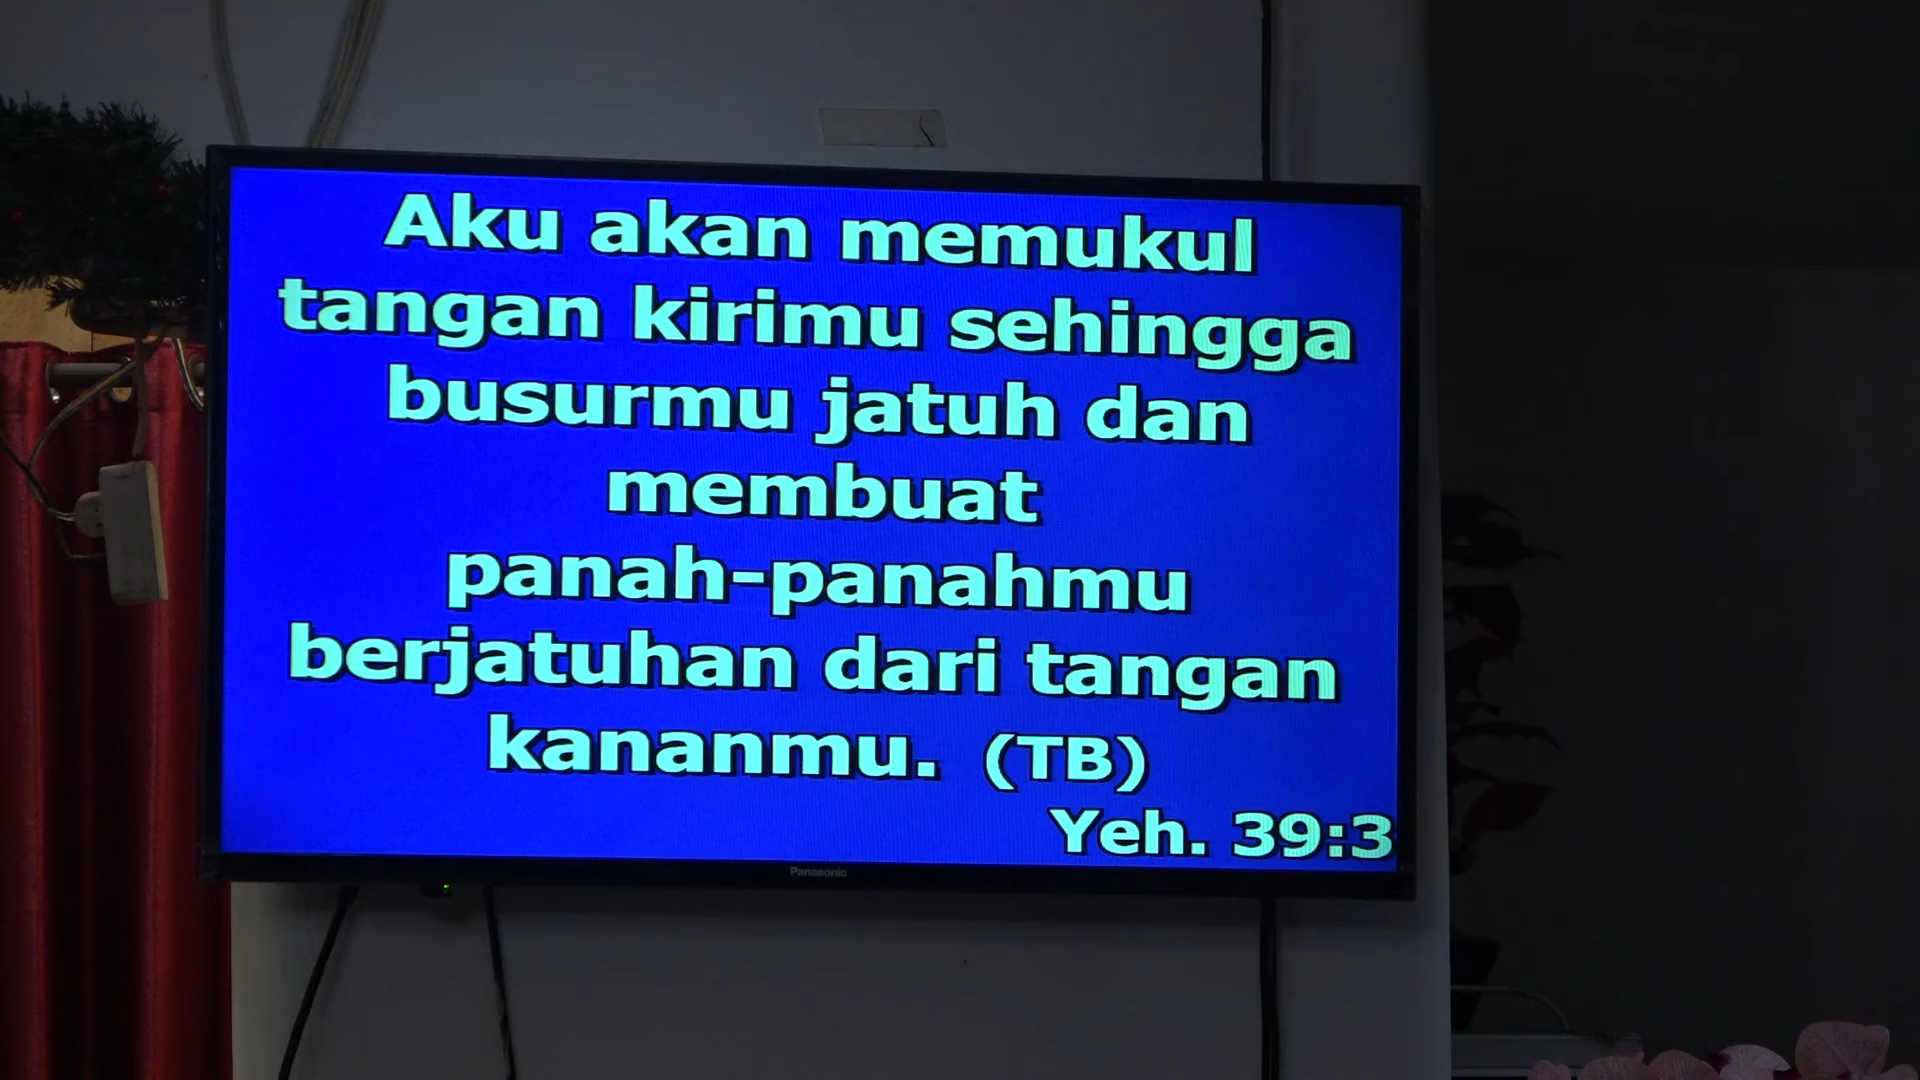 Aku akan memukul
tangan kirimu sehingga
busurmu jatuh dan
membuat
panah-panahmu
berjatuhan dari tangan
kananmu. (TB)
Yeh. 39:3
Panasonic